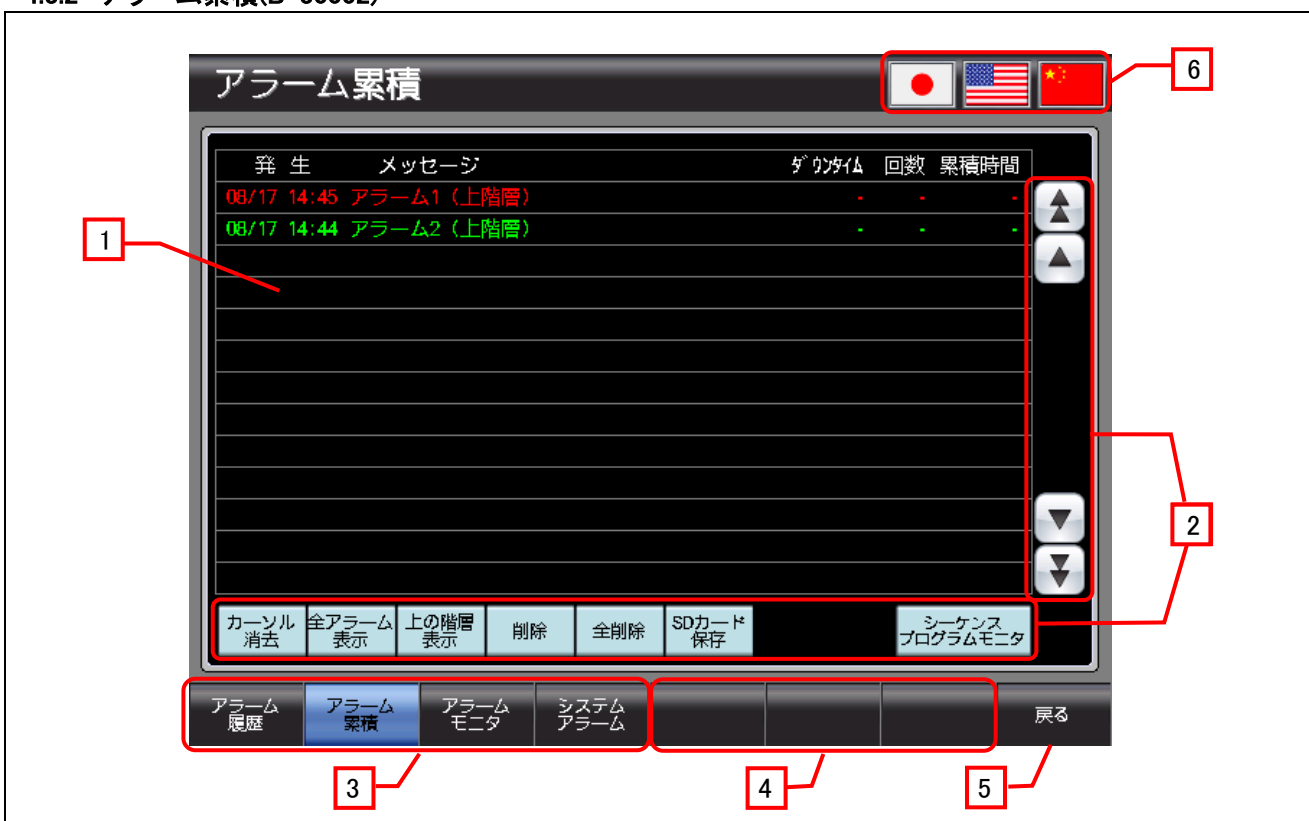 アラーム累積
6
発 生 メッセージ ﾀﾞｳﾝﾀｲﾑ 回数 累積時間
08/17 14:45 アラーム1（上階層） - - -
08/17 14:44 アラーム2（上階層） - - -
1
2
カーソル
消去
全アラーム
表示
上の階層
表示
削除
全削除
SDカード
保存
シーケンス
プログラムモニタ
アラーム
履歴
アラーム
累積
アラーム
モニタ
システム
アラーム
戻る
3
4
5